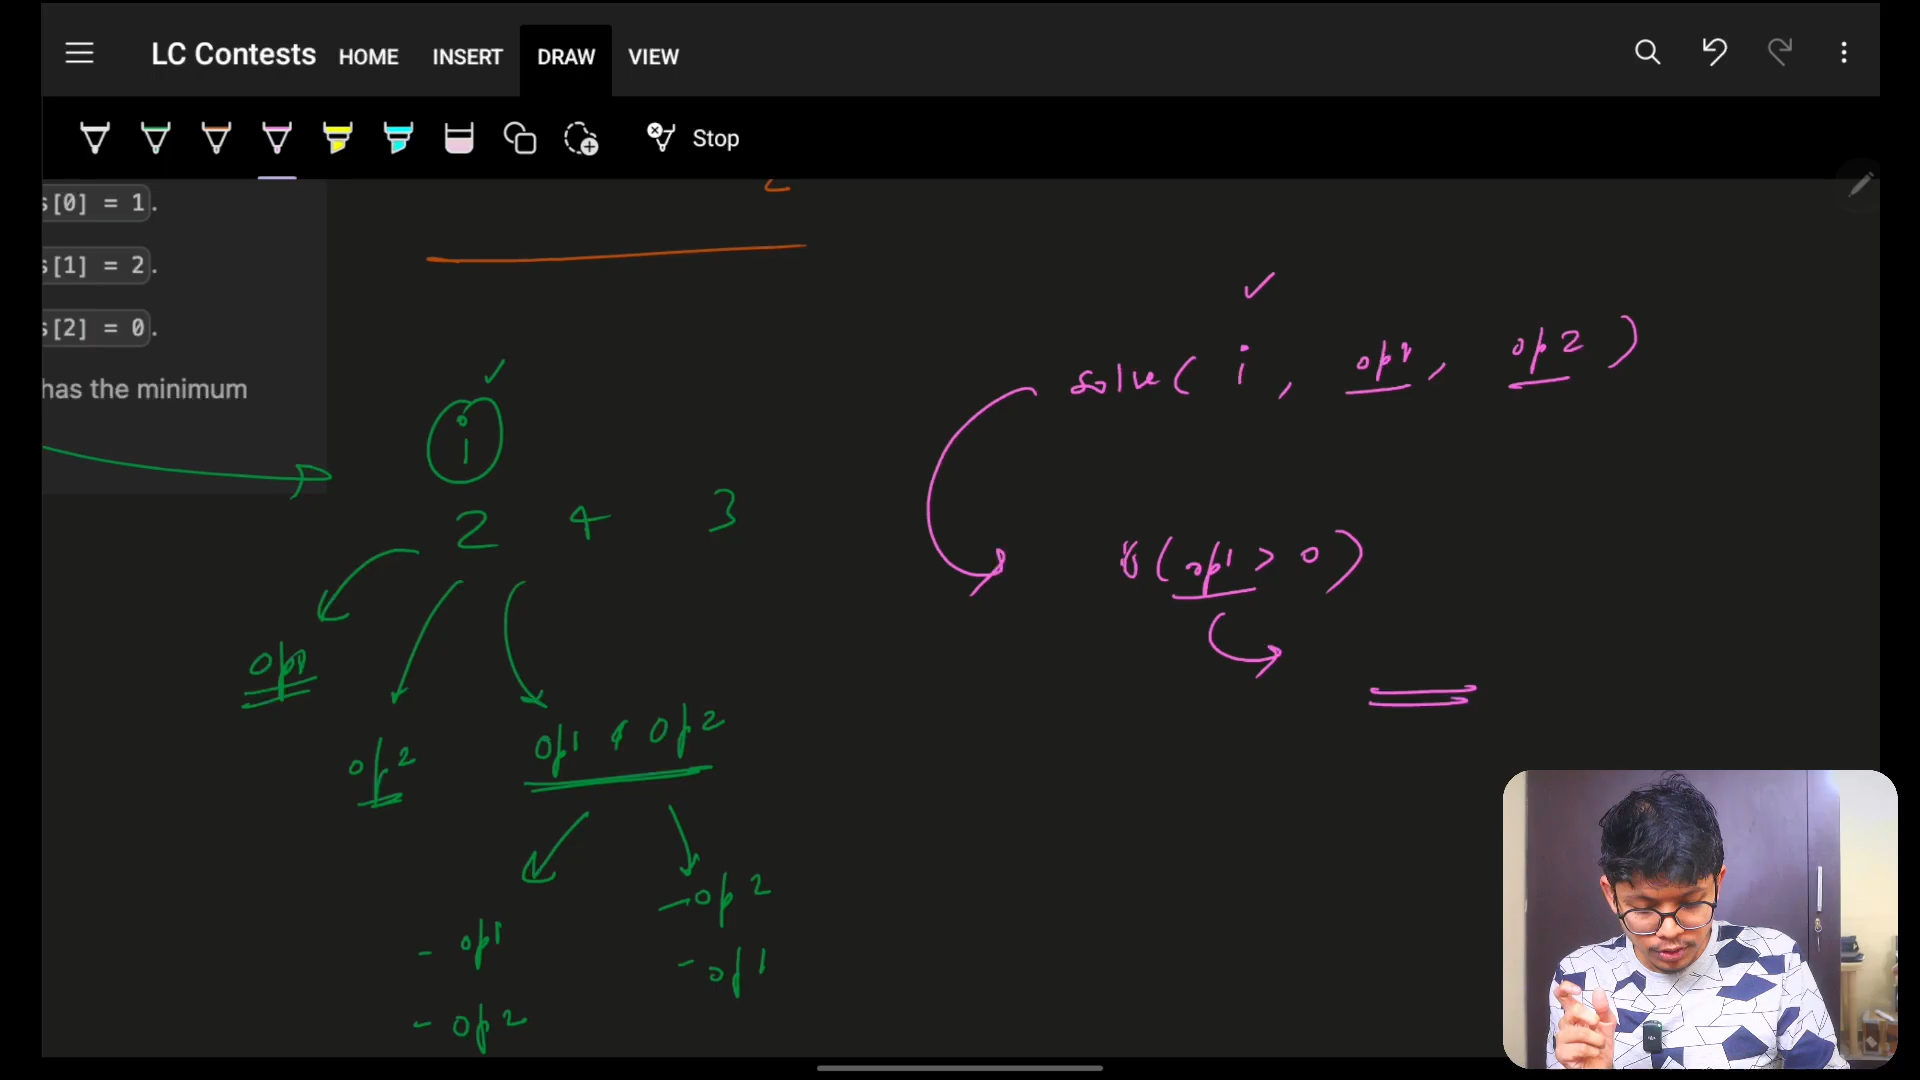 LC Contests HOME INSERT DRAW VIEW
Stop
s[0] = 1.
s[1] = 2.
s[2] = 0.
has the minimum
2
i
2 4 3
op1
op2
op1 & op2
- op1
- op2
- op2
- op1
solve( i, op1, op2 )
if( op1 > 0 )